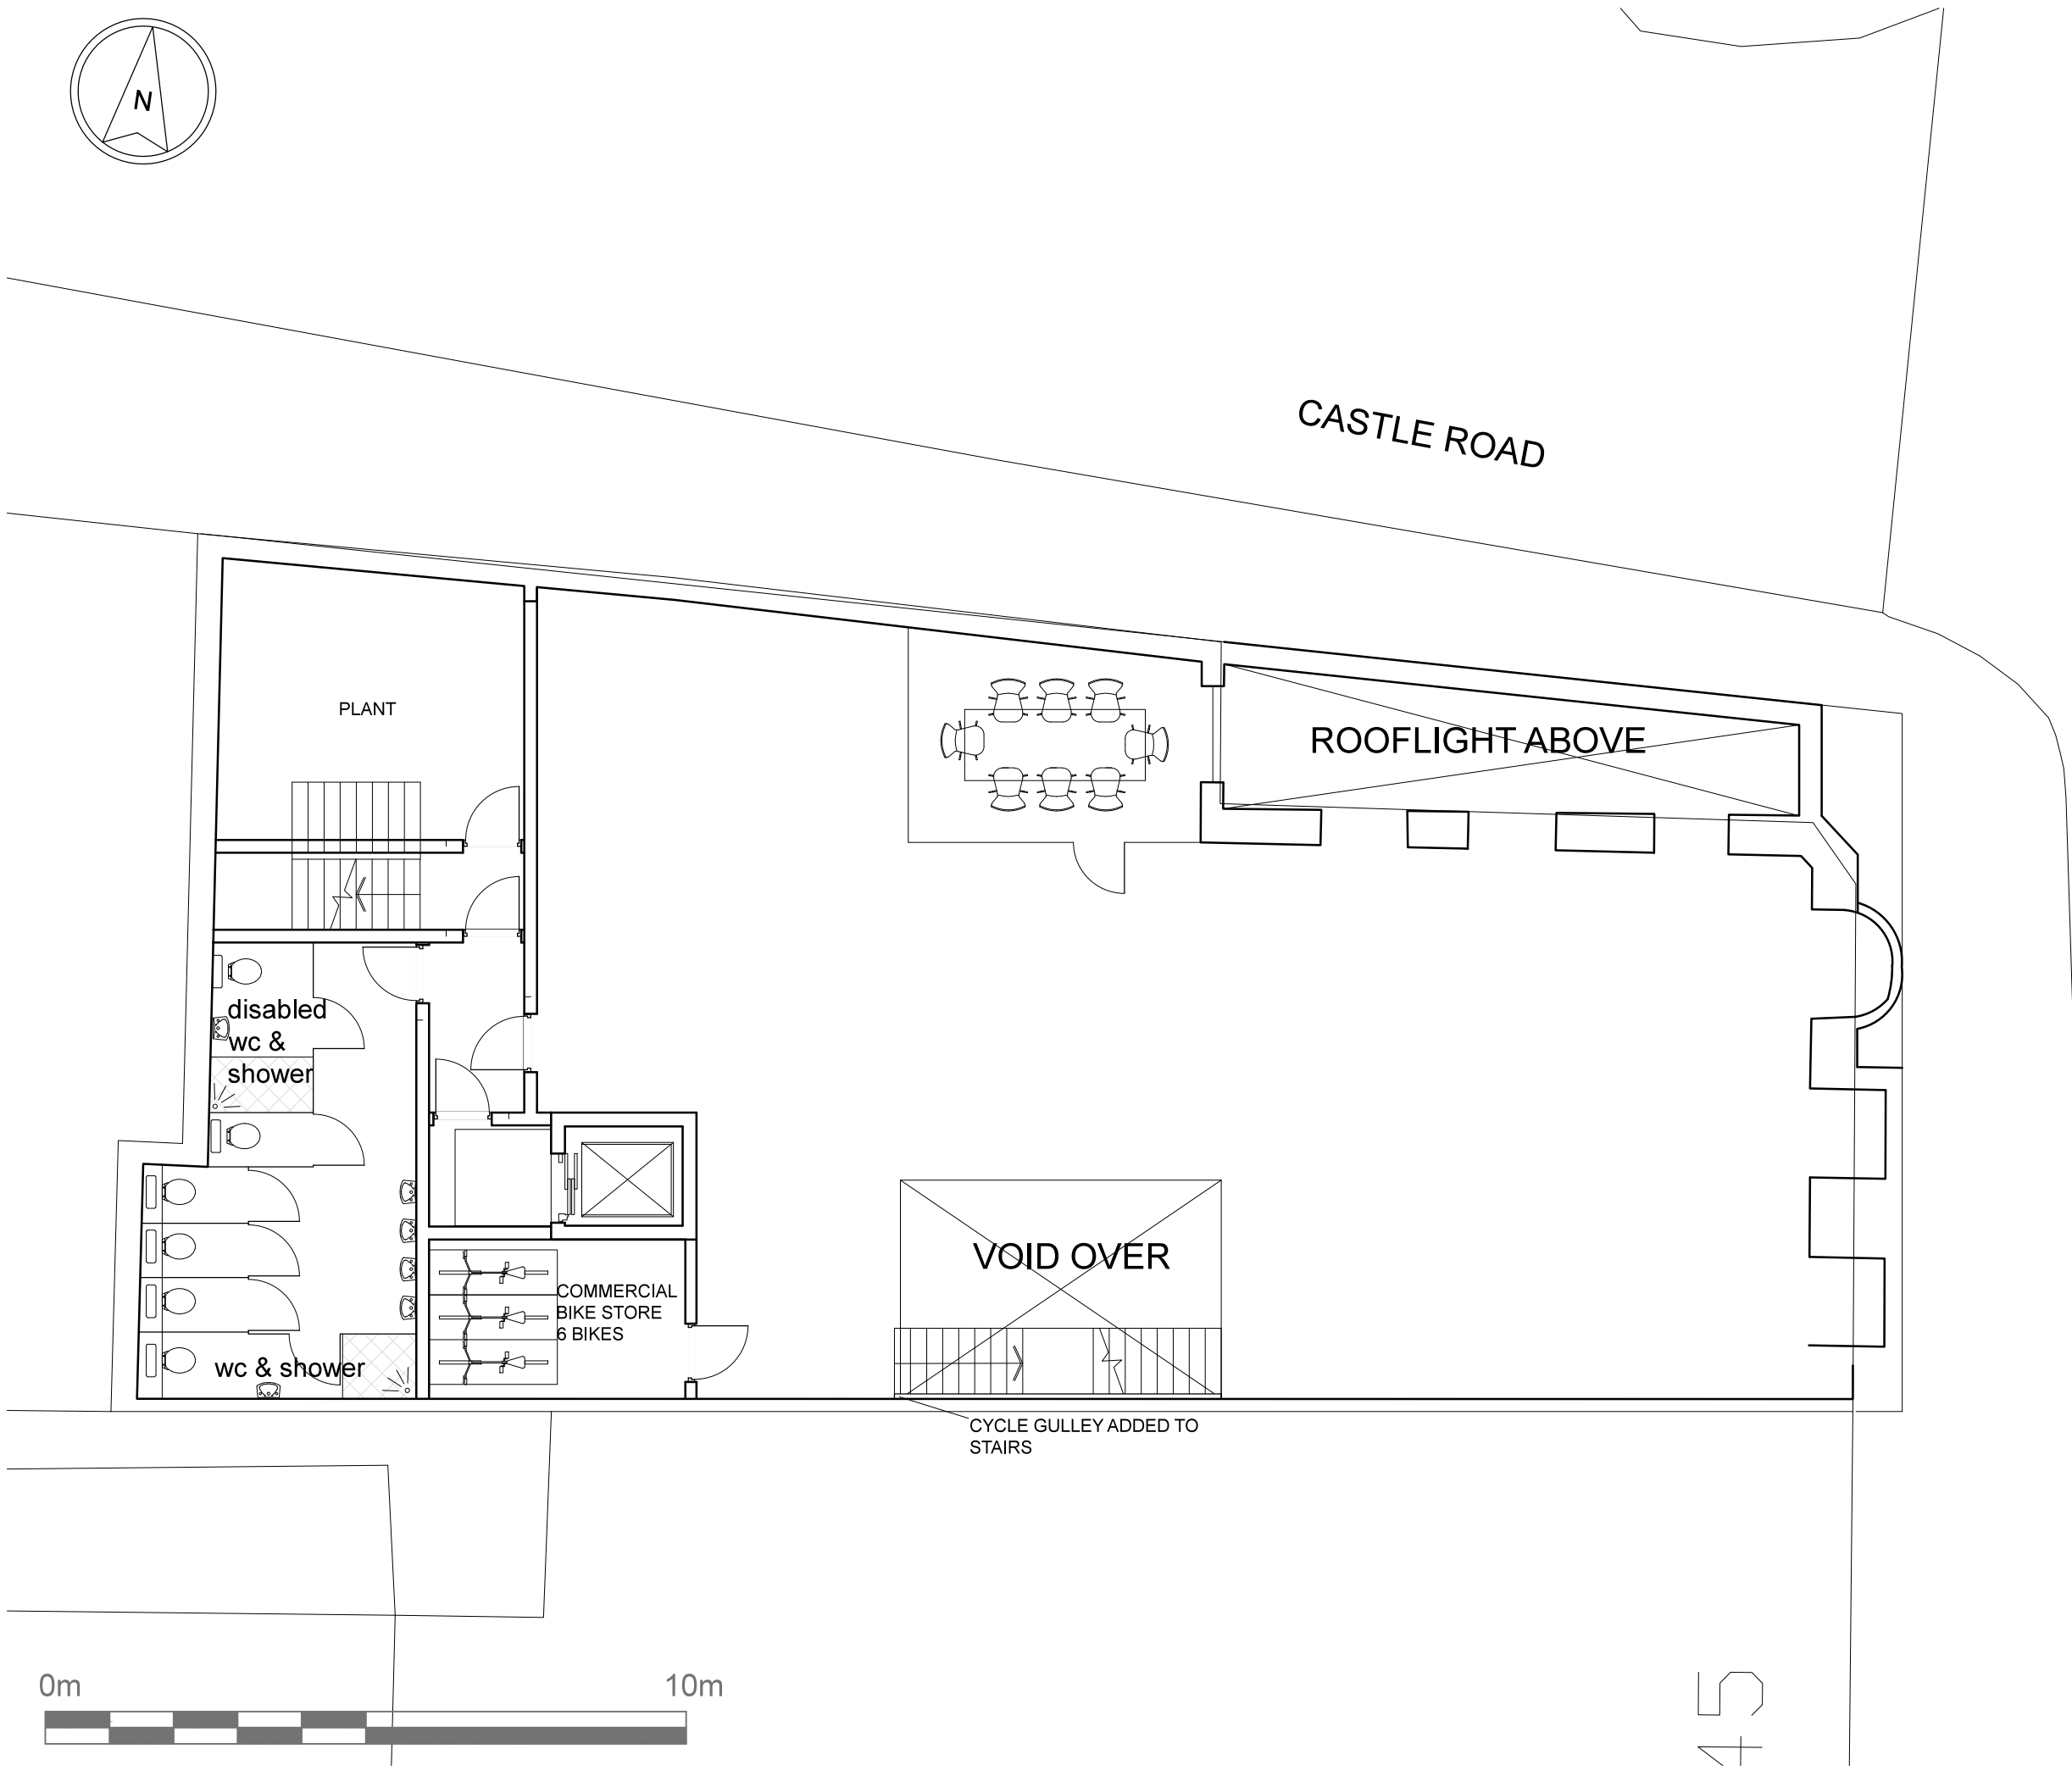 N
CASTLE ROAD
PLANT
ROOFLIGHT ABOVE
disabled
wc &
shower
VOID OVER
COMMERCIAL
BIKE STORE
6 BIKES
wc & shower
CYCLE GULLEY ADDED TO
STAIRS
0m
10m
45